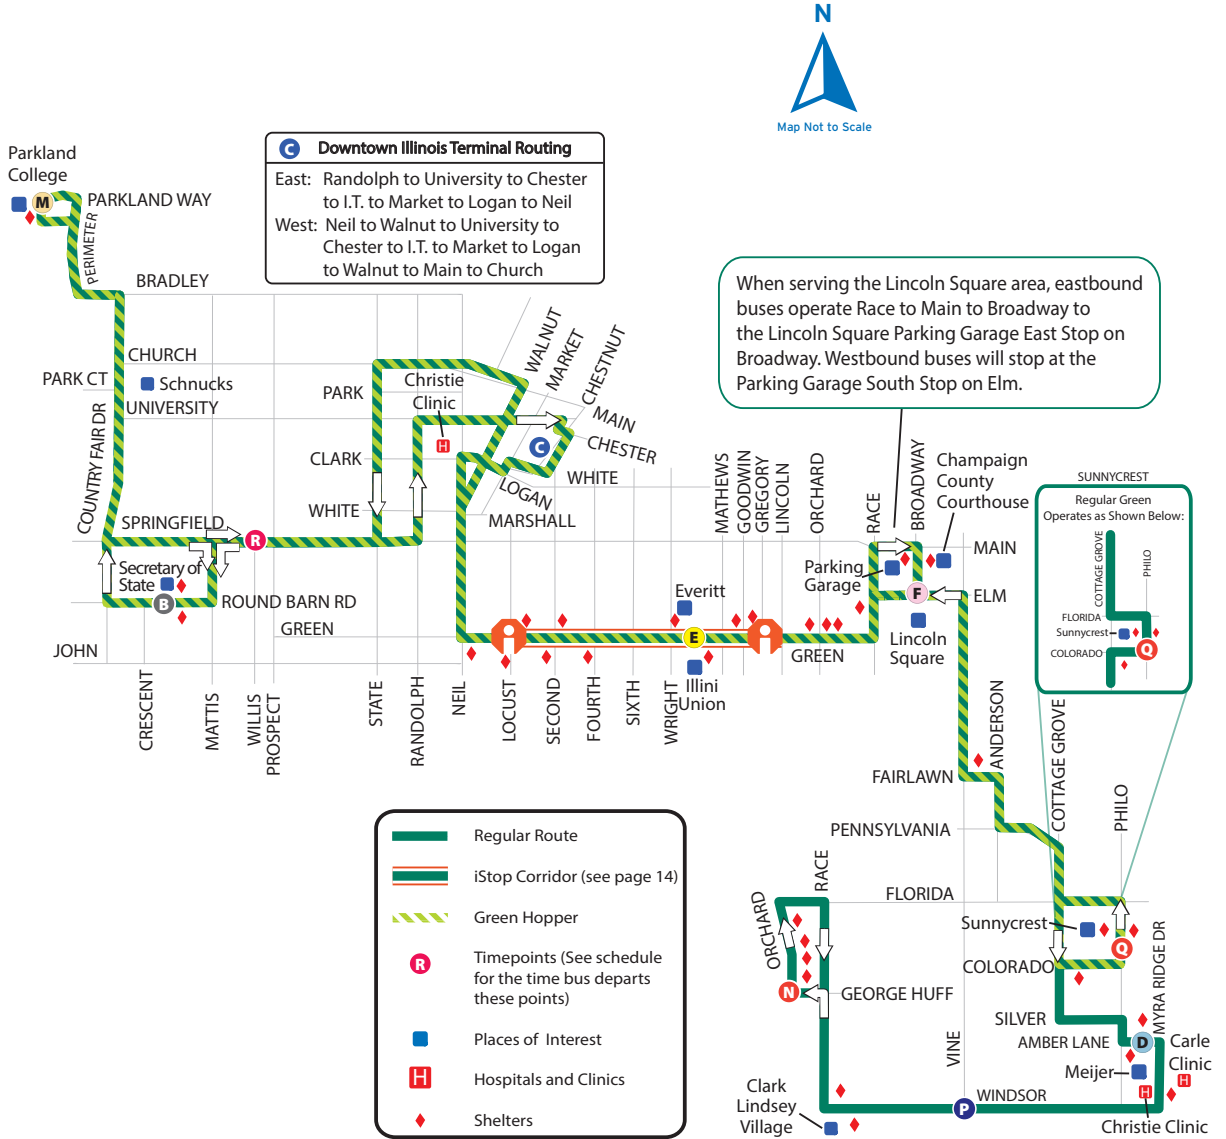 N
Map Not to Scale
Parkland
College
M
PARKLAND WAY
PERIMETER
C Downtown Illinois Terminal Routing
East: Randolph to University to Chester
to I.T. to Market to Logan to Neil
West: Neil to Walnut to University to
Chester to I.T. to Market to Logan
to Walnut to Main to Church
BRADLEY
When serving the Lincoln Square area, eastbound
buses operate Race to Main to Broadway to
the Lincoln Square Parking Garage East Stop on
Broadway. Westbound buses will stop at the
Parking Garage South Stop on Elm.
CHURCH
PARK CT
Schnucks
UNIVERSITY
COUNTRY FAIR DR
PARK
Christie
Clinic
H
WALNUT
MARKET
CHESTNUT
MAIN
CHESTER
C
CLARK
WHITE
LOGAN
WHITE
MARSHALL
SPRINGFIELD
R
Secretary of
State
B
ROUND BARN RD
GREEN
JOHN
CRESCENT
MATTIS
WILLIS
PROSPECT
STATE
RANDOLPH
NEIL
LOCUST
SECOND
FOURTH
SIXTH
WRIGHT
MATHEWS
GOODWIN
GREGORY
LINCOLN
ORCHARD
RACE
BROADWAY
Everitt
E
Illini
Union
GREEN
Parking
Garage
Champaign
County
Courthouse
MAIN
F
ELM
Lincoln
Square
SUNNYCREST
Regular Green
Operates as Shown Below:
COTTAGE GROVE
PHILO
FLORIDA
Sunnycrest
COLORADO
Q
ANDERSON
FAIRLAWN
COTTAGE GROVE
PHILO
PENNSYLVANIA
RACE
FLORIDA
ORCHARD
Sunnycrest
Q
COLORADO
MYRA RIDGE DR
N
GEORGE HUFF
SILVER
AMBER LANE
D
Carle
Clinic
H
VINE
Meijer
H
WINDSOR
P
Clark
Lindsey
Village
Christie Clinic
Regular Route
iStop Corridor (see page 14)
Green Hopper
R
Timepoints (See schedule
for the time bus departs
these points)
Places of Interest
H Hospitals and Clinics
Shelters